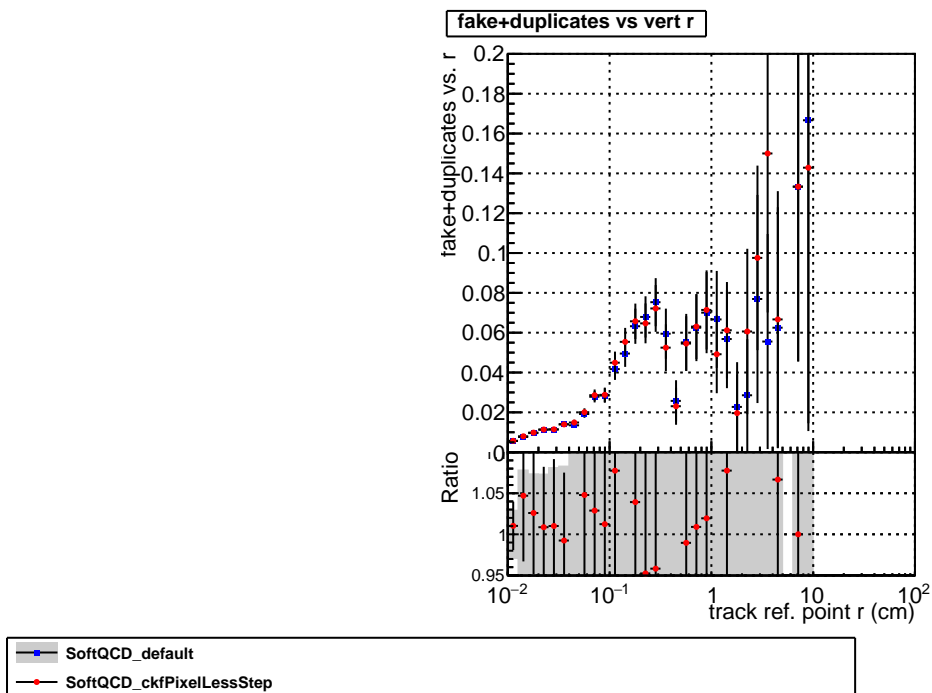 fake+duplicates vs vert r
fake+duplicates vs. r
0.2
0.18
0.16
0.14
0.12
0.1
0.08
0.06
0.04
0.02
0
Ratio
1.05
1
0.95
10⁻² 10⁻¹ 1 10 10²
track ref. point r (cm)
SoftQCD_default
SoftQCD_ckfPixelLessStep